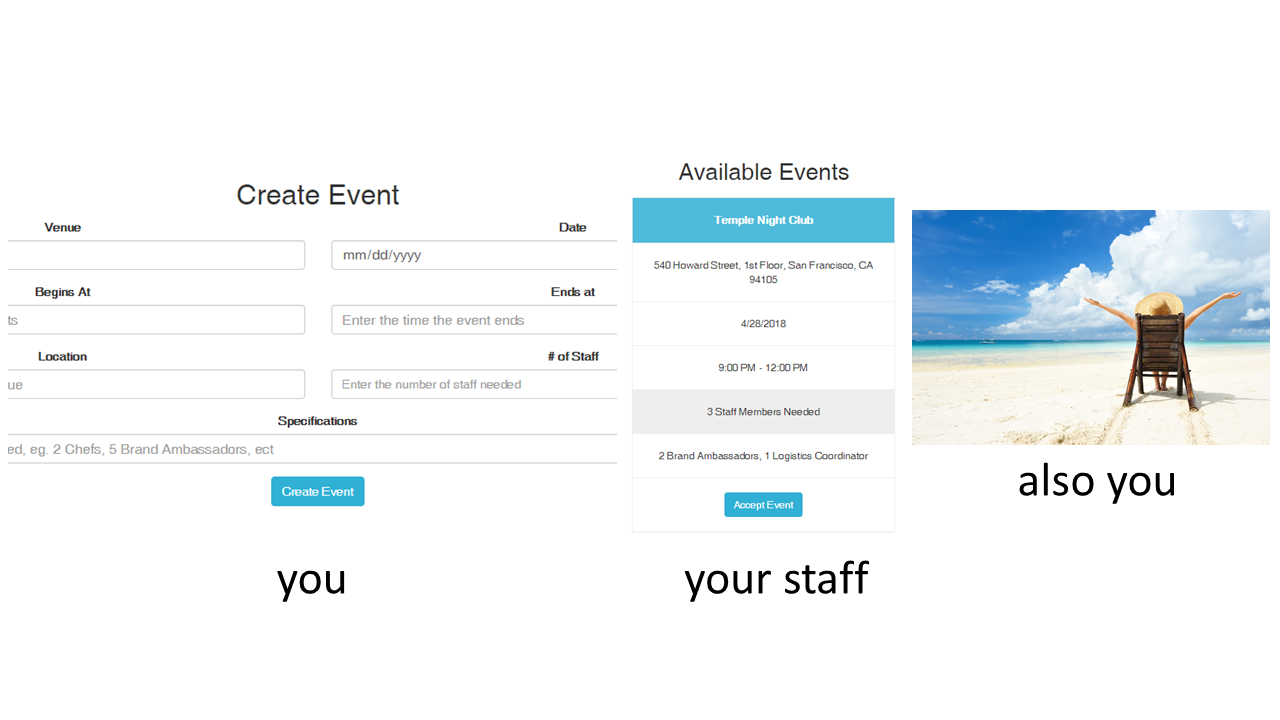 Create Event
Venue
Date
mm/dd/yyyy
Begins At
Ends at
ts
Enter the time the event ends
Location
# of Staff
ue
Enter the number of staff needed
Specifications
ed, eg. 2 Chefs, 5 Brand Ambassadors, ect
Create Event
you
Available Events
Temple Night Club
540 Howard Street, 1st Floor, San Francisco, CA
94105
4/28/2018
9:00 PM - 12:00 PM
3 Staff Members Needed
2 Brand Ambassadors, 1 Logistics Coordinator
Accept Event
your staff
also you